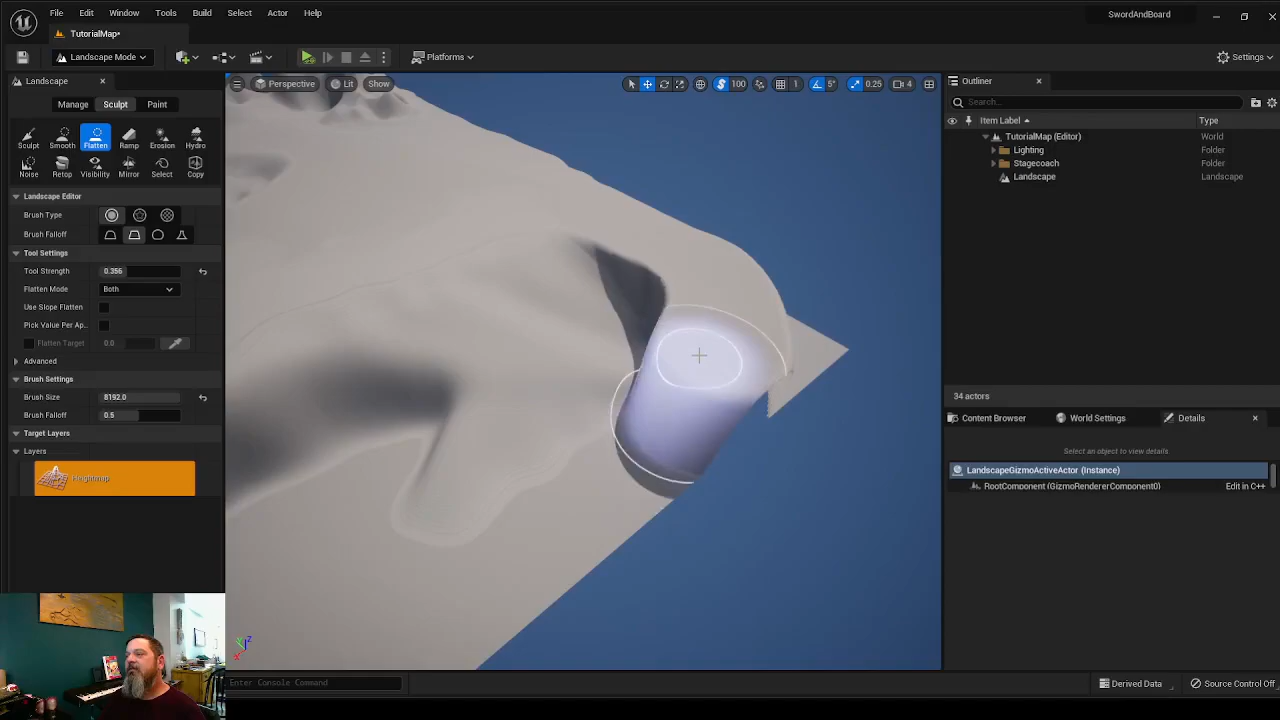 File Edit Window Tools Build Select Actor Help
SwordAndBoard
TutorialMap*
Landscape Mode
Platforms
Settings
Landscape
Perspective Lit Show
100 1 5° 0.25 4
Outliner
Manage Sculpt Paint
Search...
Item Label Type
Sculpt Smooth Flatten Ramp Erosion Hydro
TutorialMap (Editor) World
Lighting Folder
Stagecoach Folder
Noise Retop Visibility Mirror Select Copy
Landscape Landscape
Landscape Editor
Brush Type
Brush Falloff
Tool Settings
Tool Strength 0.356
Flatten Mode Both
Use Slope Flatten
Pick Value Per Ap..
Flatten Target 0.0
Advanced
Brush Settings
Brush Size 8192.0
34 actors
Brush Falloff 0.5
Content Browser World Settings Details
Target Layers
Layers
Select an object to view details
LandscapeGizmoActiveActor (Instance)
Heightmap
RootComponent (GizmoRendererComponent0) Edit in C++
Z
X
Enter Console Command
Derived Data
Source Control Off